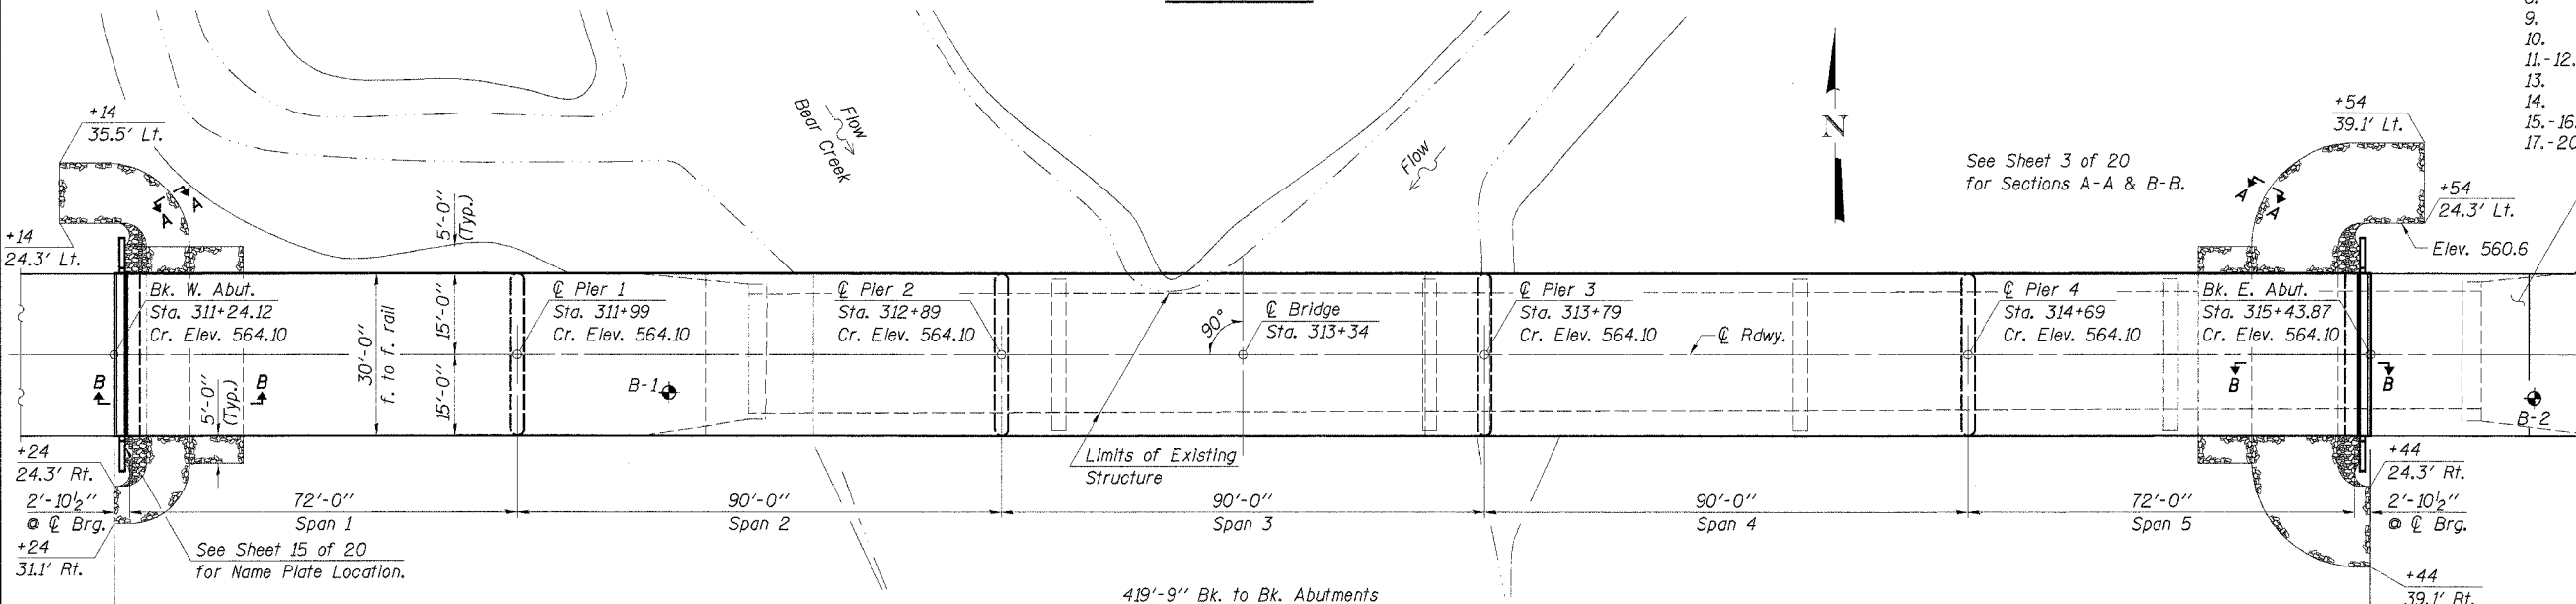 9.
10.
11.-12.
13.
14.
15.-16.
17.-20
+14
35.5' Lt.
Flow
Bear Creek
Flow
N
See Sheet 3 of 20
for Sections A-A & B-B.
+54
39.1' Lt.
+54
24.3' Lt.
Elev. 560.6
A
A
A
A
5'-0"
(Typ.)
+14
24.3' Lt.
Bk. W. Abut.
Sta. 311+24.12
Cr. Elev. 564.10
30'-0"
f. to f. rail
15'-0"
15'-0"
℄ Pier 1
Sta. 311+99
Cr. Elev. 564.10
℄ Pier 2
Sta. 312+89
Cr. Elev. 564.10
90°
℄ Bridge
Sta. 313+34
℄ Pier 3
Sta. 313+79
Cr. Elev. 564.10
℄ Rdwy.
℄ Pier 4
Sta. 314+69
Cr. Elev. 564.10
Bk. E. Abut.
Sta. 315+43.87
Cr. Elev. 564.10
B
B
5'-0"
(Typ.)
B-1
B
B
B-2
Limits of Existing
Structure
+24
24.3' Rt.
2'-10½"
@ ℄ Brg.
+24
31.1' Rt.
72'-0"
Span 1
90'-0"
Span 2
90'-0"
Span 3
90'-0"
Span 4
72'-0"
Span 5
+44
24.3' Rt.
2'-10½"
@ ℄ Brg.
+44
39.1' Rt.
See Sheet 15 of 20
for Name Plate Location.
419'-9" Bk. to Bk. Abutments